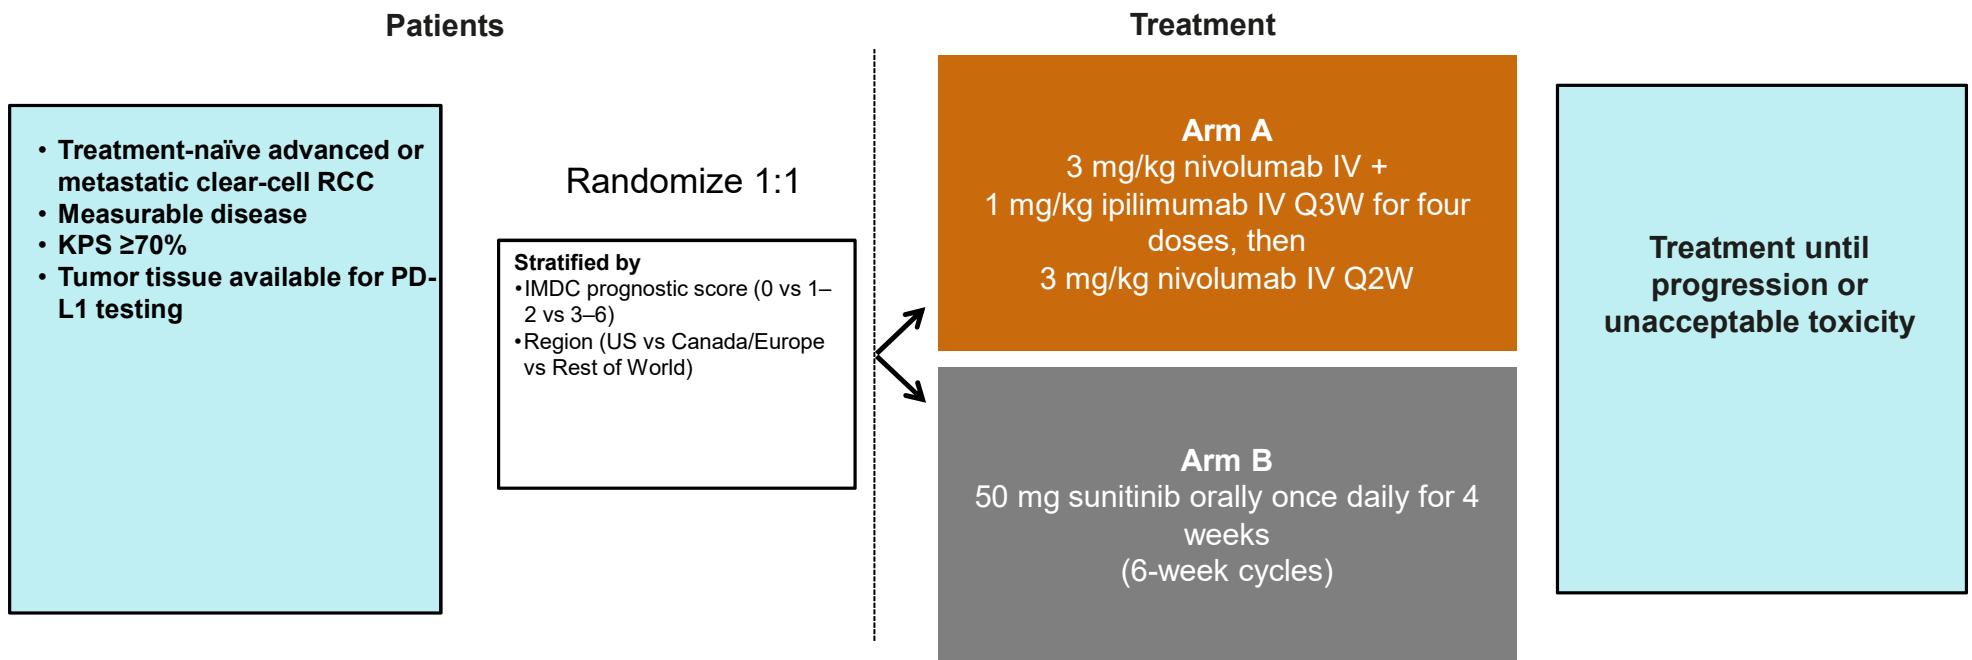 Patients
Treatment
• Treatment-naïve advanced or
metastatic clear-cell RCC
• Measurable disease
• KPS ≥70%
• Tumor tissue available for PD-
L1 testing
Randomize 1:1
Stratified by
•IMDC prognostic score (0 vs 1–
2 vs 3–6)
•Region (US vs Canada/Europe
vs Rest of World)
Arm A
3 mg/kg nivolumab IV +
1 mg/kg ipilimumab IV Q3W for four
doses, then
3 mg/kg nivolumab IV Q2W
Arm B
50 mg sunitinib orally once daily for 4
weeks
(6-week cycles)
Treatment until
progression or
unacceptable toxicity